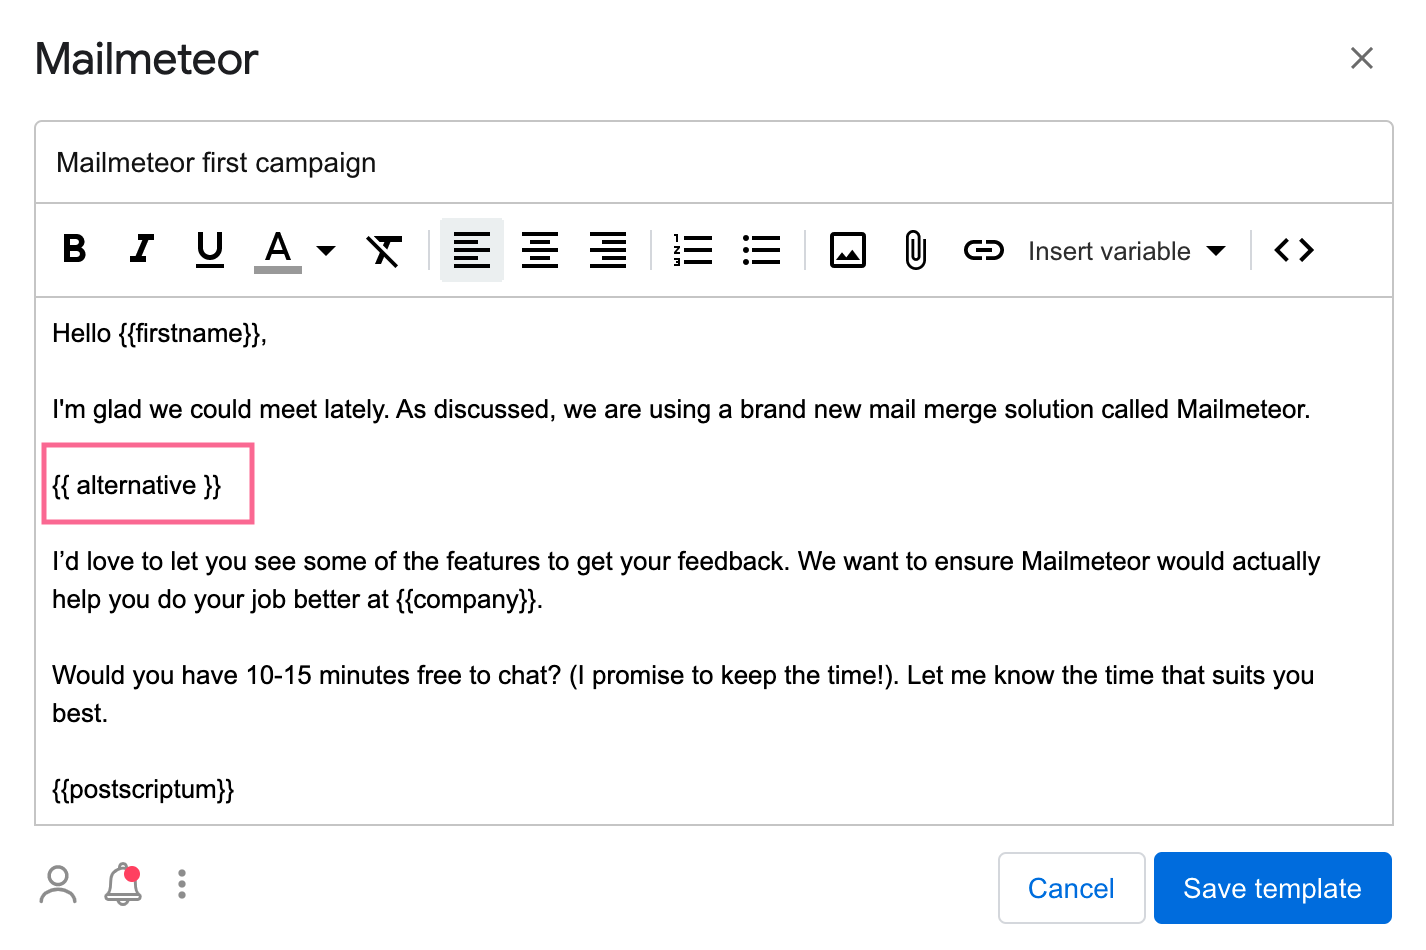 Mailmeteor
Mailmeteor first campaign
B I U A Insert variable
Hello {{firstname}},
I'm glad we could meet lately. As discussed, we are using a brand new mail merge solution called Mailmeteor.
{{ alternative }}
I’d love to let you see some of the features to get your feedback. We want to ensure Mailmeteor would actually
help you do your job better at {{company}}.
Would you have 10-15 minutes free to chat? (I promise to keep the time!). Let me know the time that suits you
best.
{{postscriptum}}
Cancel Save template